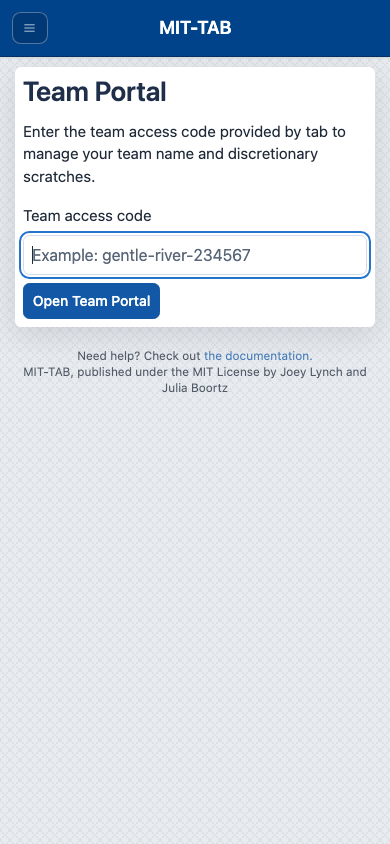 MIT-TAB
Team Portal
Enter the team access code provided by tab to
manage your team name and discretionary
scratches.
Team access code
Example: gentle-river-234567
Open Team Portal
Need help? Check out the documentation.
MIT-TAB, published under the MIT License by Joey Lynch and
Julia Boortz